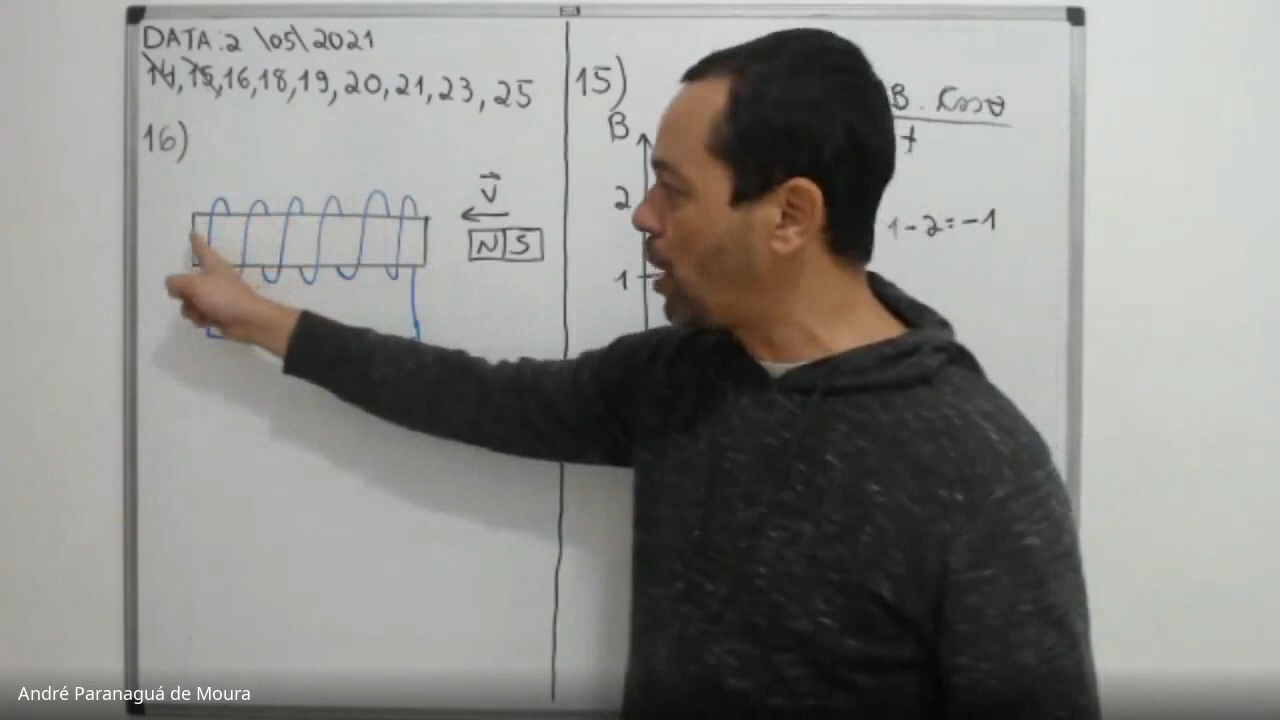 DATA: 2 \05\ 2021
14, 15, 16, 18, 19, 20, 21, 23, 25
16)
V
N S
15)
B
2
1
B . cosθ
t
1-2=-1
André Paranaguá de Moura